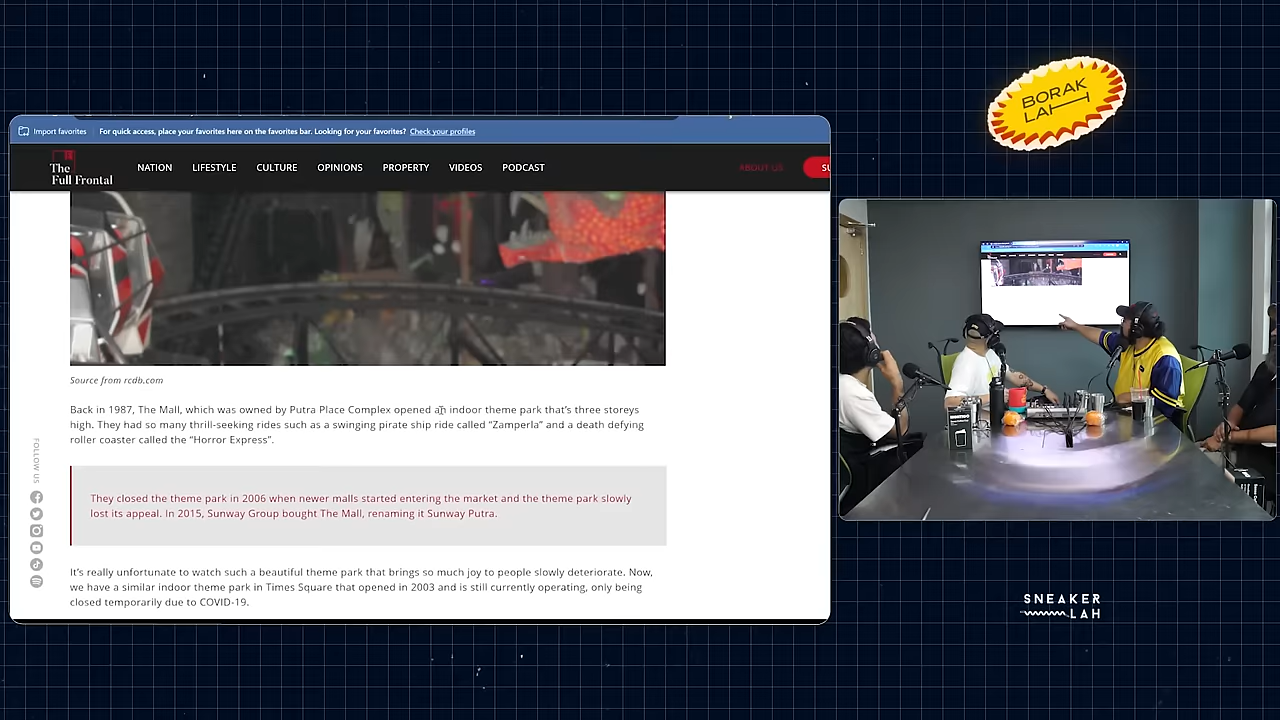 Import favorites For quick access, place your favorites here on the favorites bar. Looking for your favorites? Check your profiles
The
Full Frontal
NATION LIFESTYLE CULTURE OPINIONS PROPERTY VIDEOS PODCAST ABOUT US SU
Source from rcdb.com
Back in 1987, The Mall, which was owned by Putra Place Complex opened an indoor theme park that's three storeys
high. They had so many thrill-seeking rides such as a swinging pirate ship ride called “Zamperla” and a death defying
roller coaster called the “Horror Express”.
They closed the theme park in 2006 when newer malls started entering the market and the theme park slowly
lost its appeal. In 2015, Sunway Group bought The Mall, renaming it Sunway Putra.
It's really unfortunate to watch such a beautiful theme park that brings so much joy to people slowly deteriorate. Now,
we have a similar indoor theme park in Times Square that opened in 2003 and is still currently operating, only being
closed temporarily due to COVID-19.
FOLLOW US
BORAK
LAH
SNEAKER
LAH